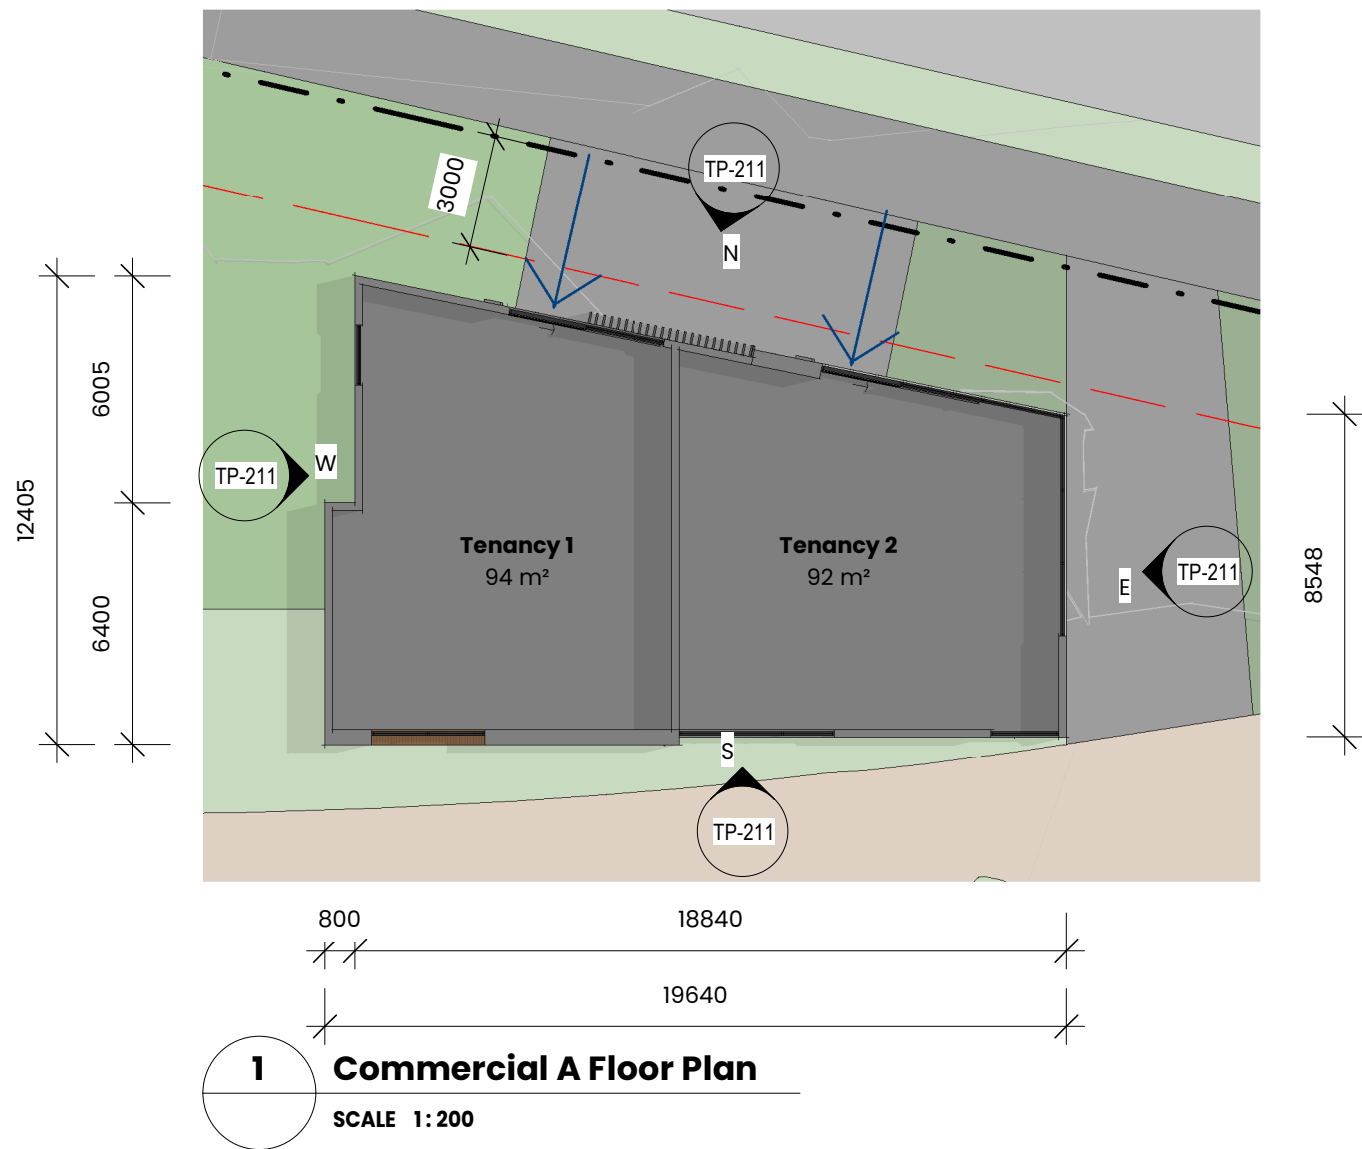 TP-211
3000
N
6005
12405
W
TP-211
Tenancy 1
94 m²
Tenancy 2
92 m²
TP-211
E
8548
6400
S
TP-211
800
18840
19640
1
Commercial A Floor Plan
SCALE 1:200